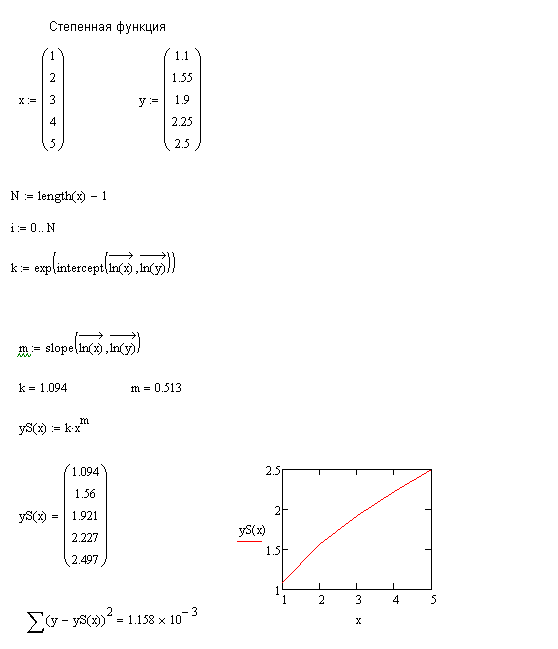 Степенная функция
x := (1 2 3 4 5) y := (1.1 1.55 1.9 2.25 2.5)
N := length(x) − 1
i := 0 .. N
k := exp(intercept(ln(x), ln(y)))
m := slope(ln(x), ln(y))
k = 1.094 m = 0.513
yS(x) := k·x^m
yS(x) = (1.094 1.56 1.921 2.227 2.497)
2.5
2
yS(x)
1.5
1
1 2 3 4 5
x
∑(y − yS(x))^2 = 1.158 × 10^−3